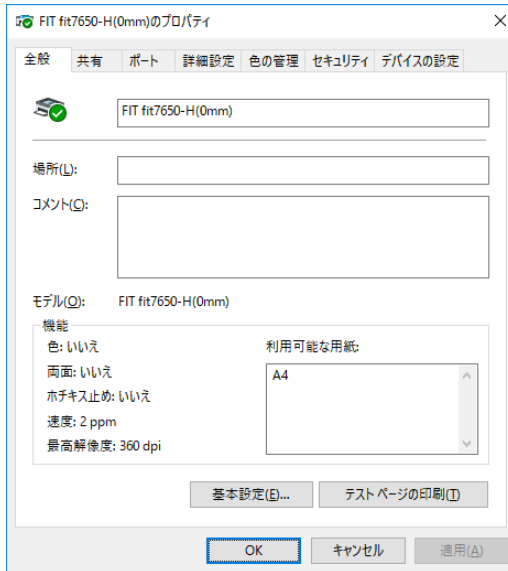 FIT fit7650-H(0mm)のプロパティ
全般 共有 ポート 詳細設定 色の管理 セキュリティ デバイスの設定
FIT fit7650-H(0mm)
場所(L):
コメント(C):
モデル(O): FIT fit7650-H(0mm)
機能
色: いいえ
両面: いいえ
ホチキス止め: いいえ
速度: 2 ppm
最高解像度: 360 dpi
利用可能な用紙:
A4
基本設定(E)... テスト ページの印刷(T)
OK キャンセル 適用(A)